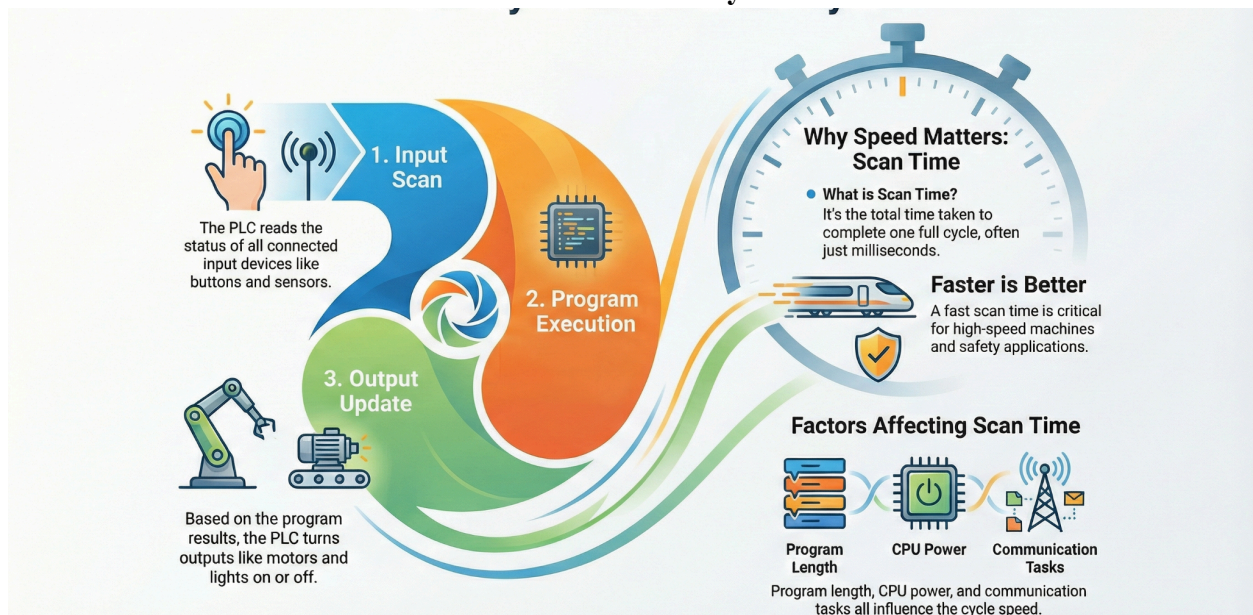 1. Input
Scan
The PLC reads the
status of all connected
input devices like
buttons and sensors.
2. Program
Execution
3. Output
Update
Based on the program
results, the PLC turns
outputs like motors and
lights on or off.
Why Speed Matters:
Scan Time
What is Scan Time?
It's the total time taken to
complete one full cycle, often
just milliseconds.
Faster is Better
A fast scan time is critical
for high-speed machines
and safety applications.
Factors Affecting Scan Time
Program
Length
CPU Power
Communication
Tasks
Program length, CPU power, and communication
tasks all influence the cycle speed.